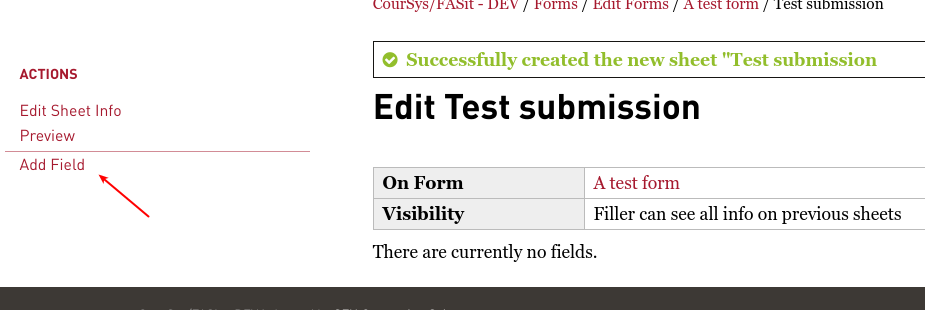 CourSys/FASit - DEV / Forms / Edit Forms / A test form / Test submission
Successfully created the new sheet "Test submission
ACTIONS
Edit Sheet Info
Preview
Add Field
Edit Test submission
On Form A test form
Visibility Filler can see all info on previous sheets
There are currently no fields.